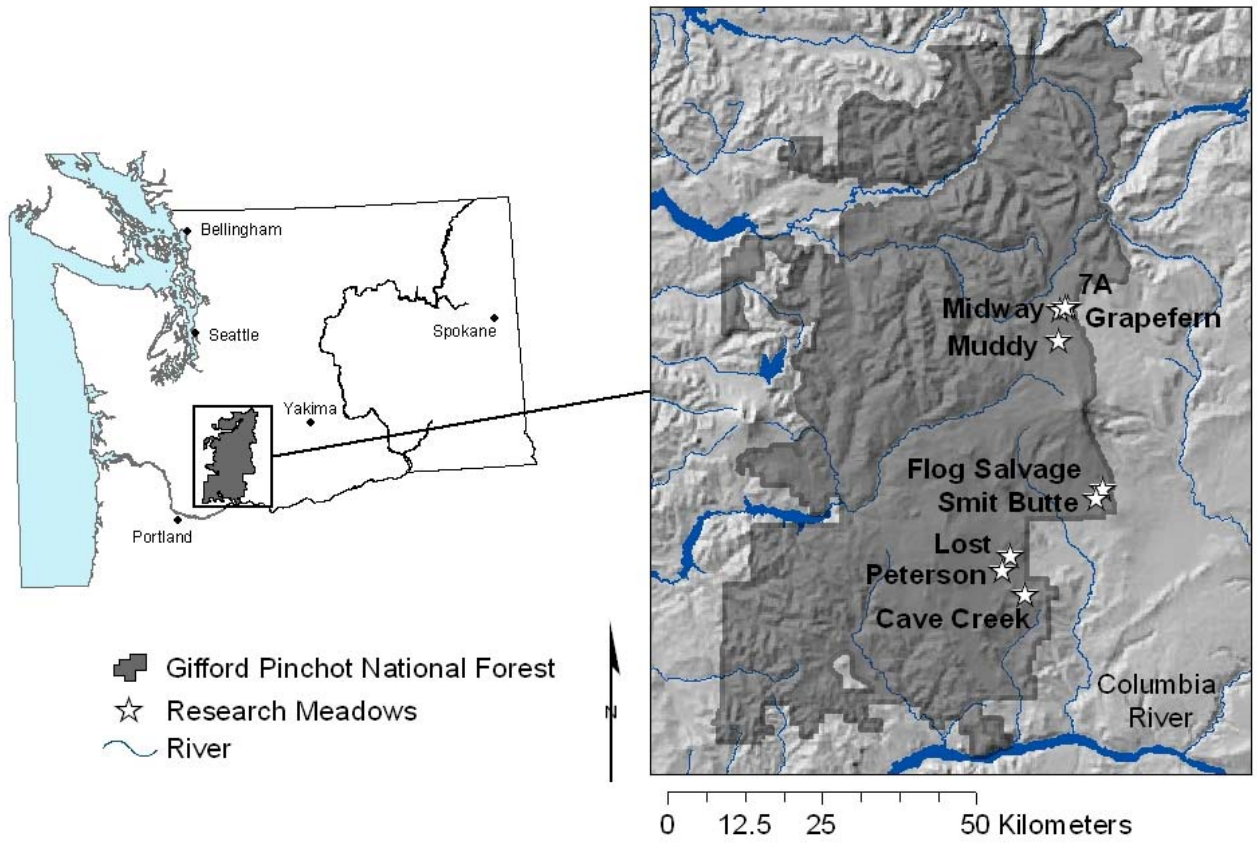 Bellingham
Seattle
Spokane
Yakima
Portland
Gifford Pinchot National Forest
Research Meadows
River
N
7A
Midway
Grapefern
Muddy
Flog Salvage
Smit Butte
Lost
Peterson
Cave Creek
Columbia
River
0 12.5 25 50 Kilometers